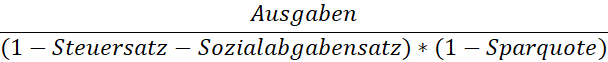 Ausgaben
(1 − Steuersatz − Sozialabgabensatz) ∗ (1 − Sparquote)